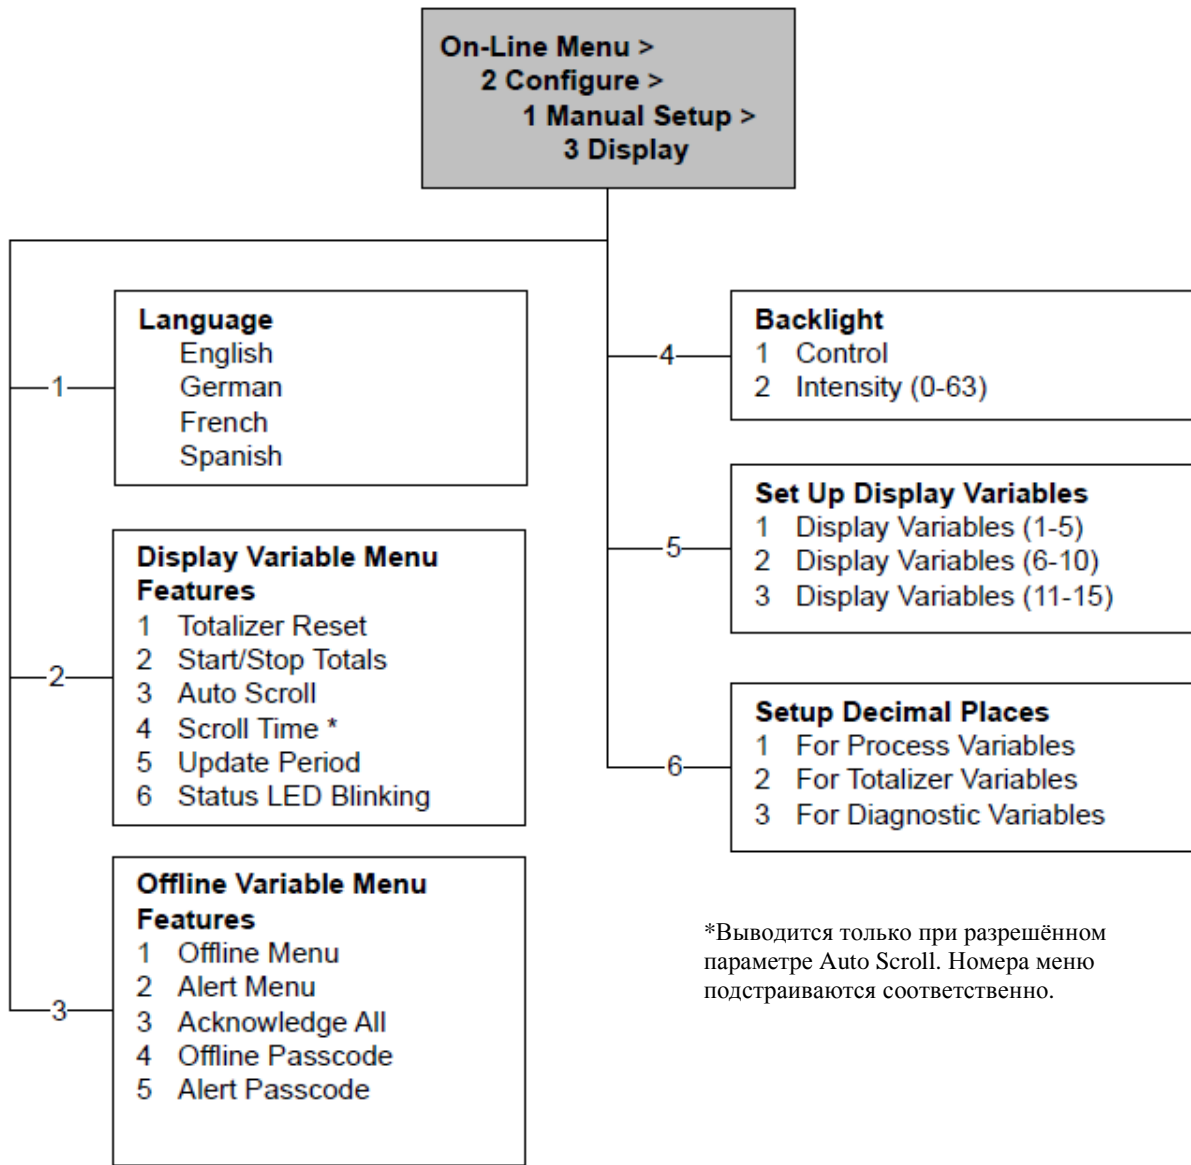 On-Line Menu >
2 Configure >
1 Manual Setup >
3 Display
1
Language
English
German
French
Spanish
2
Display Variable Menu
Features
1 Totalizer Reset
2 Start/Stop Totals
3 Auto Scroll
4 Scroll Time *
5 Update Period
6 Status LED Blinking
3
Offline Variable Menu
Features
1 Offline Menu
2 Alert Menu
3 Acknowledge All
4 Offline Passcode
5 Alert Passcode
4
Backlight
1 Control
2 Intensity (0-63)
5
Set Up Display Variables
1 Display Variables (1-5)
2 Display Variables (6-10)
3 Display Variables (11-15)
6
Setup Decimal Places
1 For Process Variables
2 For Totalizer Variables
3 For Diagnostic Variables
*Выводится только при разрешённом
параметре Auto Scroll. Номера меню
подстраиваются соответственно.